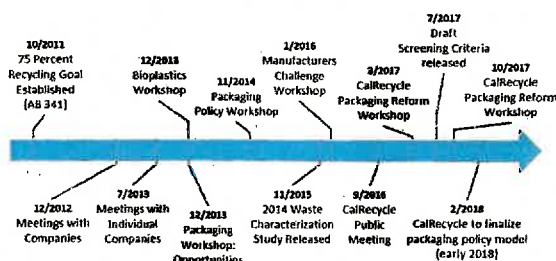 10/2011
75 Percent
Recycling Goal
Established
(AB 341)
12/2013
Bioplastics
Workshop
11/2014
Packaging
Policy Workshop
1/2016
Manufacturers
Challenge
Workshop
3/2017
CalRecycle
Packaging Reform
Workshop
7/2017
Draft
Screening Criteria
released
10/2017
CalRecycle
Packaging Reform
Workshop
12/2012
Meetings with
Companies
7/2013
Meetings with
Individual
Companies
12/2013
Packaging
Workshop:
Opportunities
11/2015
2014 Waste
Characterization
Study Released
9/2016
CalRecycle
Public
Meeting
2/2018
CalRecycle to finalize
packaging policy model
(early 2018)